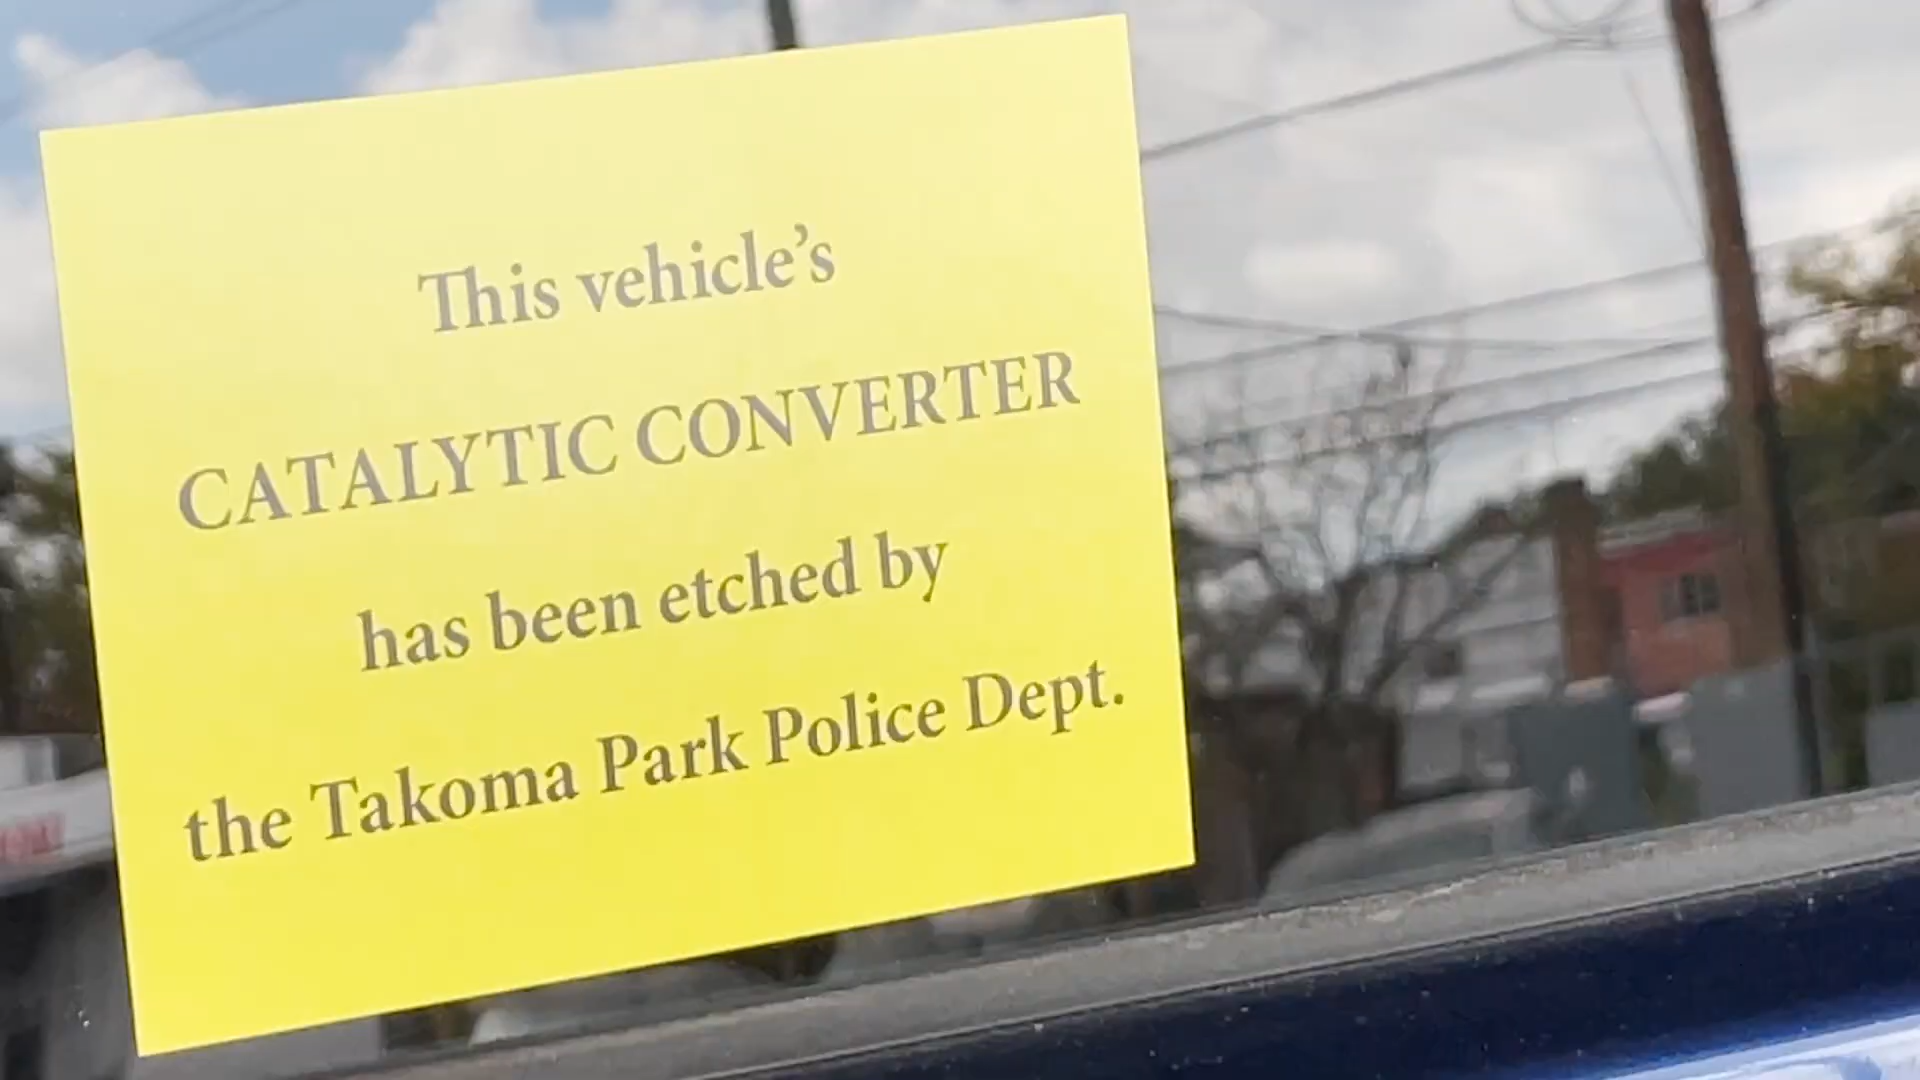 This vehicle’s
CATALYTIC CONVERTER
has been etched by
the Takoma Park Police Dept.